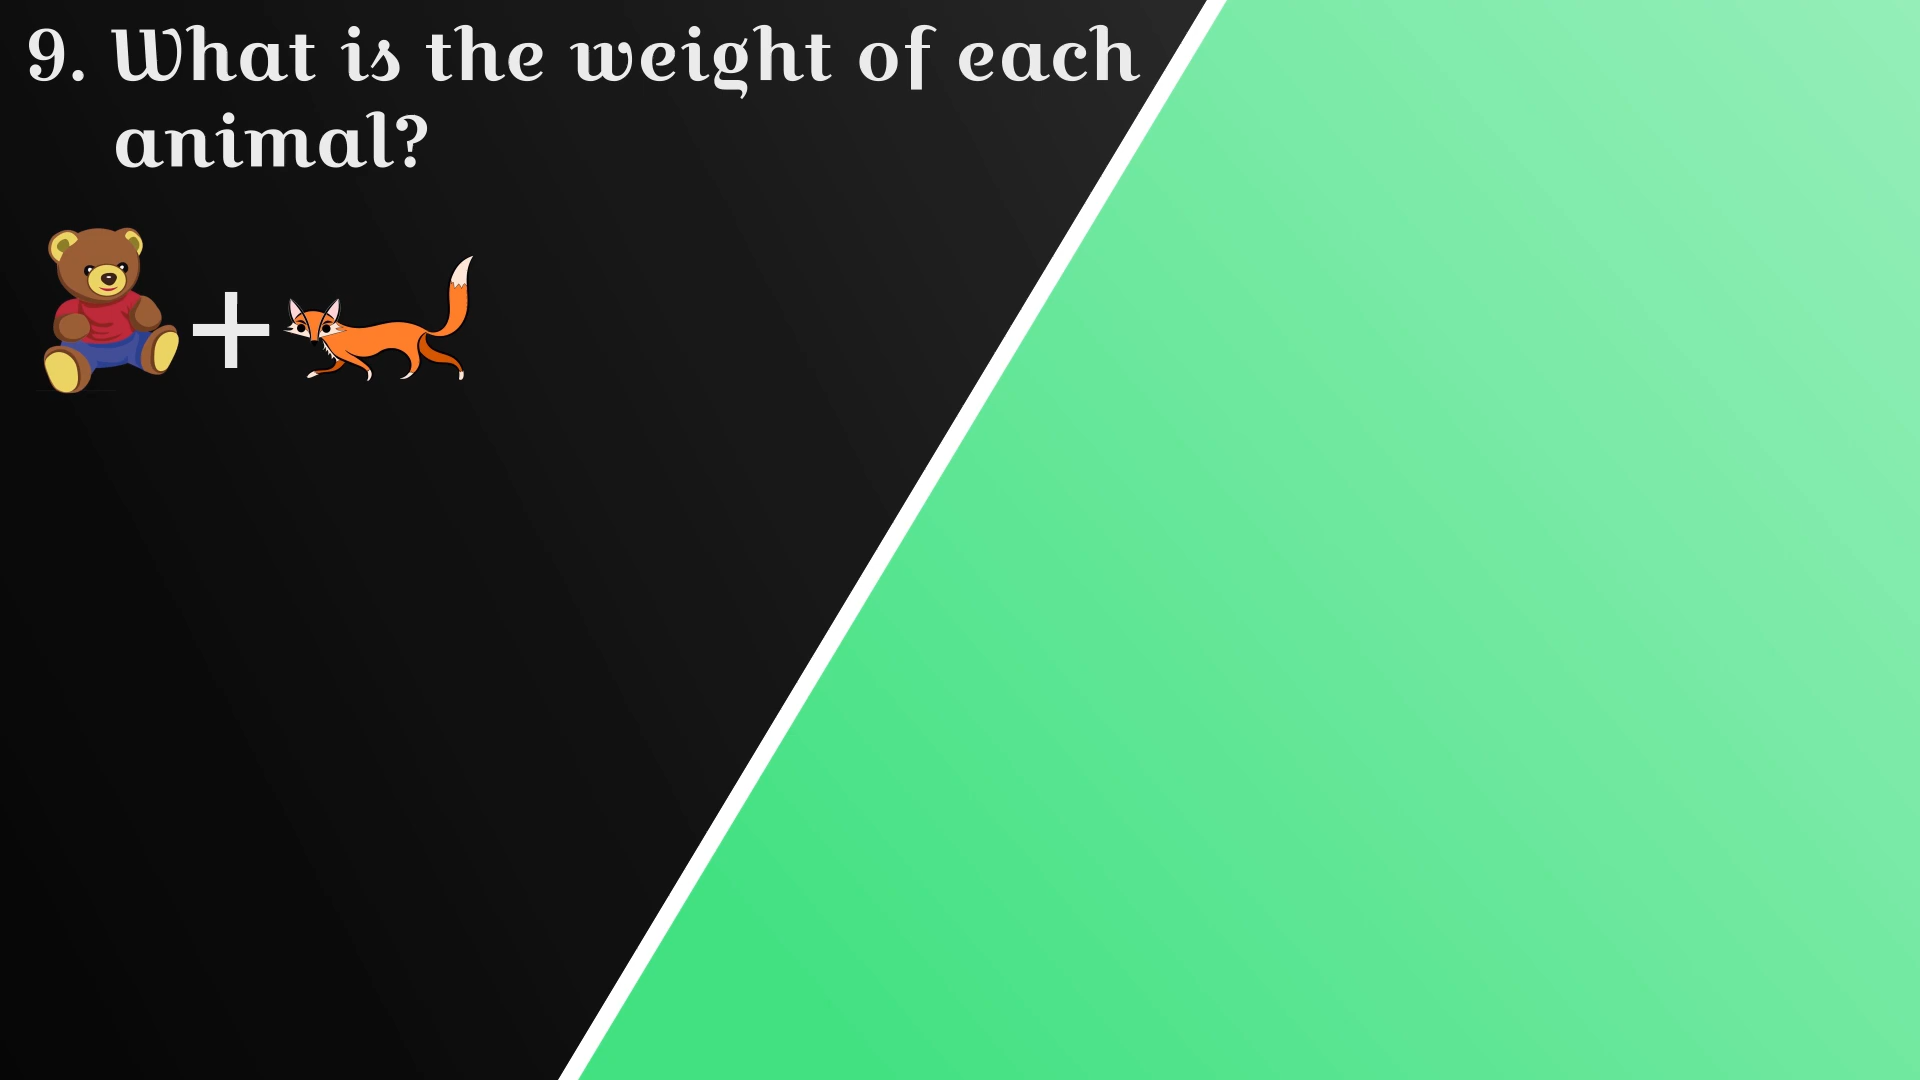 9. What is the weight of each
animal?
+